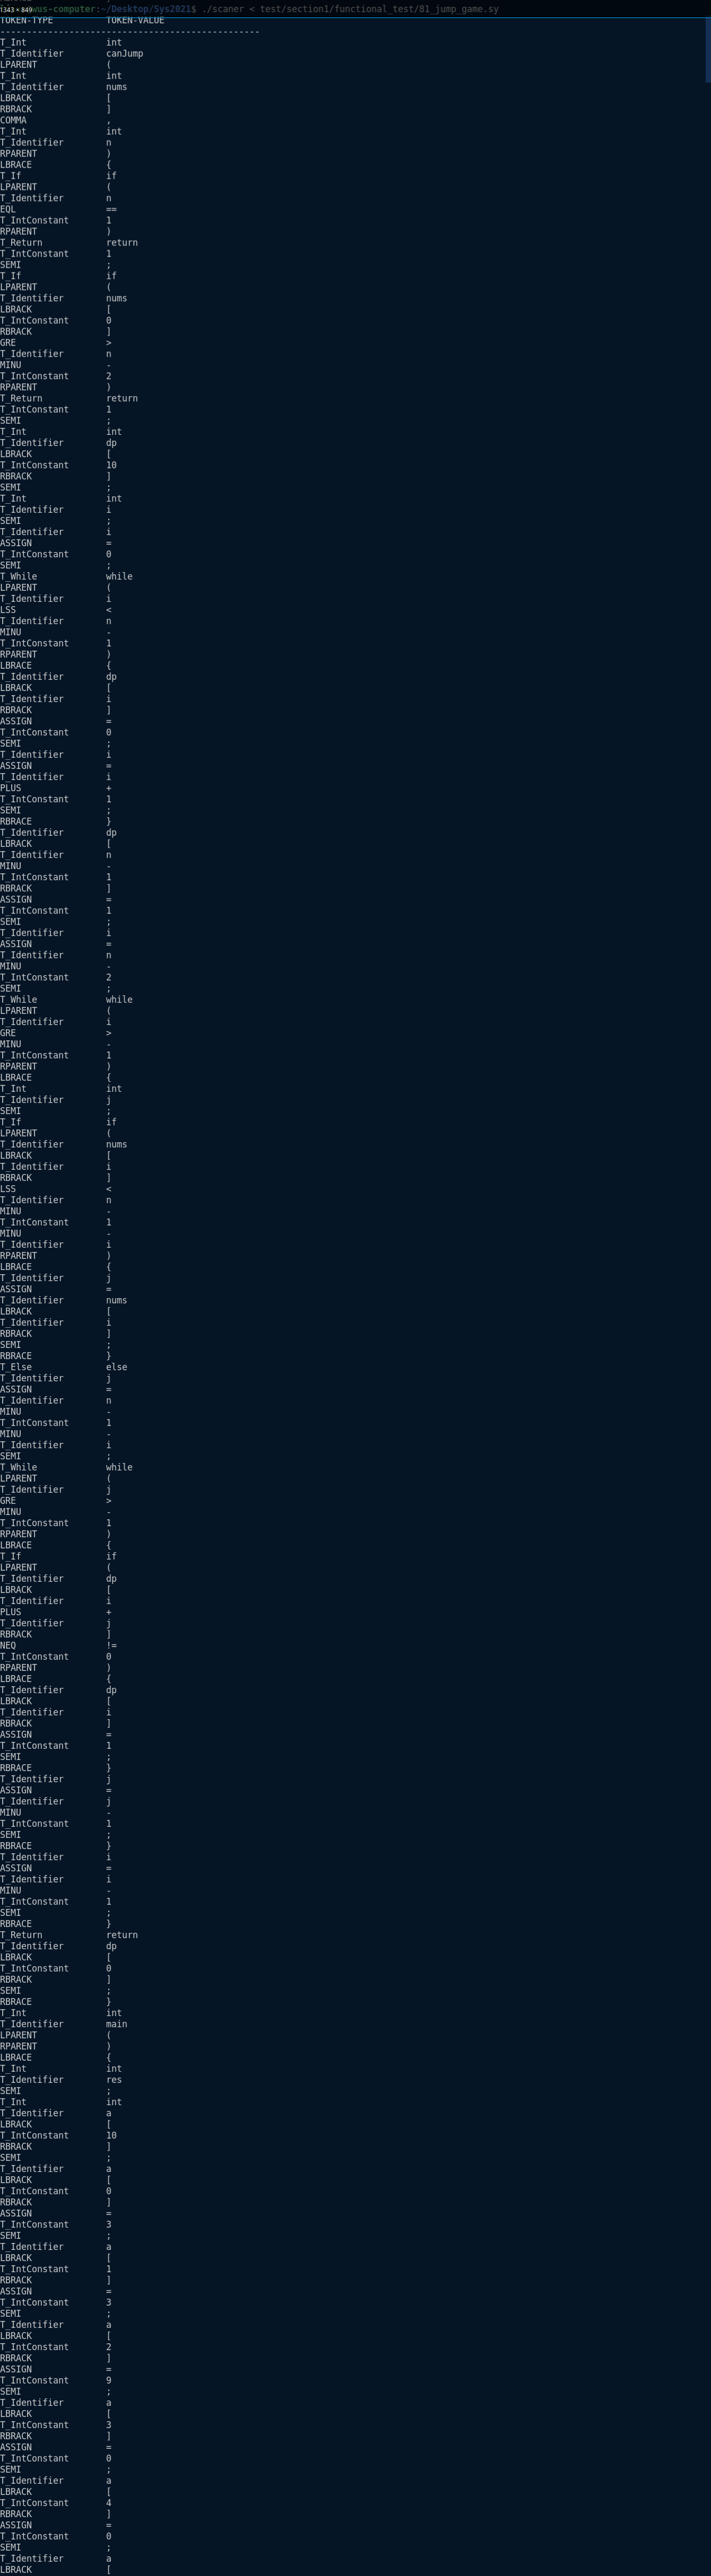 1343 × 849 wus-computer:~/Desktop/Sys2021$ ./scaner < test/section1/functional_test/81_jump_game.sy
TOKEN-TYPE TOKEN-VALUE
-------------------------------------------------
T_Int int
T_Identifier canJump
LPARENT (
T_Int int
T_Identifier nums
LBRACK [
RBRACK ]
COMMA ,
T_Int int
T_Identifier n
RPARENT )
LBRACE {
T_If if
LPARENT (
T_Identifier n
EQL ==
T_IntConstant 1
RPARENT )
T_Return return
T_IntConstant 1
SEMI ;
T_If if
LPARENT (
T_Identifier nums
LBRACK [
T_IntConstant 0
RBRACK ]
GRE >
T_Identifier n
MINU -
T_IntConstant 2
RPARENT )
T_Return return
T_IntConstant 1
SEMI ;
T_Int int
T_Identifier dp
LBRACK [
T_IntConstant 10
RBRACK ]
SEMI ;
T_Int int
T_Identifier i
SEMI ;
T_Identifier i
ASSIGN =
T_IntConstant 0
SEMI ;
T_While while
LPARENT (
T_Identifier i
LSS <
T_Identifier n
MINU -
T_IntConstant 1
RPARENT )
LBRACE {
T_Identifier dp
LBRACK [
T_Identifier i
RBRACK ]
ASSIGN =
T_IntConstant 0
SEMI ;
T_Identifier i
ASSIGN =
T_Identifier i
PLUS +
T_IntConstant 1
SEMI ;
RBRACE }
T_Identifier dp
LBRACK [
T_Identifier n
MINU -
T_IntConstant 1
RBRACK ]
ASSIGN =
T_IntConstant 1
SEMI ;
T_Identifier i
ASSIGN =
T_Identifier n
MINU -
T_IntConstant 2
SEMI ;
T_While while
LPARENT (
T_Identifier i
GRE >
MINU -
T_IntConstant 1
RPARENT )
LBRACE {
T_Int int
T_Identifier j
SEMI ;
T_If if
LPARENT (
T_Identifier nums
LBRACK [
T_Identifier i
RBRACK ]
LSS <
T_Identifier n
MINU -
T_IntConstant 1
MINU -
T_Identifier i
RPARENT )
LBRACE {
T_Identifier j
ASSIGN =
T_Identifier nums
LBRACK [
T_Identifier i
RBRACK ]
SEMI ;
RBRACE }
T_Else else
T_Identifier j
ASSIGN =
T_Identifier n
MINU -
T_IntConstant 1
MINU -
T_Identifier i
SEMI ;
T_While while
LPARENT (
T_Identifier j
GRE >
MINU -
T_IntConstant 1
RPARENT )
LBRACE {
T_If if
LPARENT (
T_Identifier dp
LBRACK [
T_Identifier i
PLUS +
T_Identifier j
RBRACK ]
NEQ !=
T_IntConstant 0
RPARENT )
LBRACE {
T_Identifier dp
LBRACK [
T_Identifier i
RBRACK ]
ASSIGN =
T_IntConstant 1
SEMI ;
RBRACE }
T_Identifier j
ASSIGN =
T_Identifier j
MINU -
T_IntConstant 1
SEMI ;
RBRACE }
T_Identifier i
ASSIGN =
T_Identifier i
MINU -
T_IntConstant 1
SEMI ;
RBRACE }
T_Return return
T_Identifier dp
LBRACK [
T_IntConstant 0
RBRACK ]
SEMI ;
RBRACE }
T_Int int
T_Identifier main
LPARENT (
RPARENT )
LBRACE {
T_Int int
T_Identifier res
SEMI ;
T_Int int
T_Identifier a
LBRACK [
T_IntConstant 10
RBRACK ]
SEMI ;
T_Identifier a
LBRACK [
T_IntConstant 0
RBRACK ]
ASSIGN =
T_IntConstant 3
SEMI ;
T_Identifier a
LBRACK [
T_IntConstant 1
RBRACK ]
ASSIGN =
T_IntConstant 3
SEMI ;
T_Identifier a
LBRACK [
T_IntConstant 2
RBRACK ]
ASSIGN =
T_IntConstant 9
SEMI ;
T_Identifier a
LBRACK [
T_IntConstant 3
RBRACK ]
ASSIGN =
T_IntConstant 0
SEMI ;
T_Identifier a
LBRACK [
T_IntConstant 4
RBRACK ]
ASSIGN =
T_IntConstant 0
SEMI ;
T_Identifier a
LBRACK [